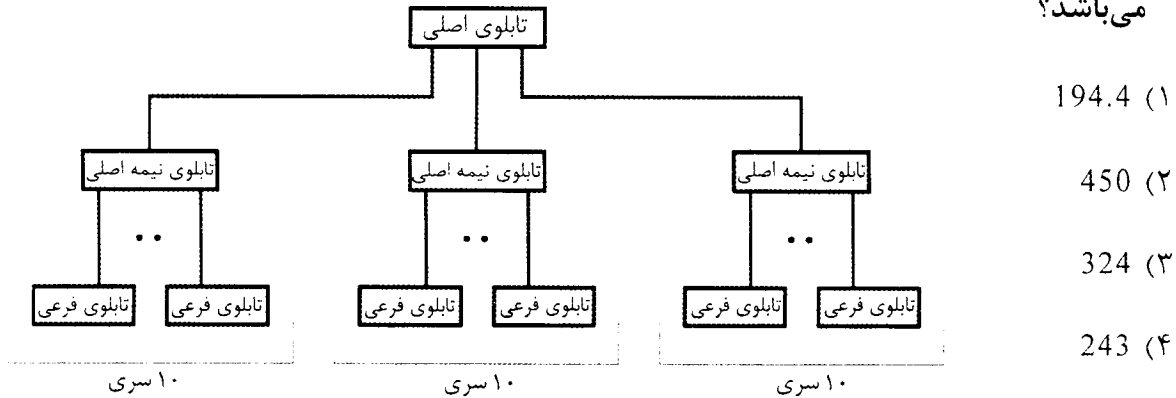 می‌باشد؟
۱) 194.4
۲) 450
۳) 324
۴) 243
تابلوی اصلی
تابلوی نیمه اصلی تابلوی نیمه اصلی تابلوی نیمه اصلی
تابلوی فرعی تابلوی فرعی تابلوی فرعی تابلوی فرعی تابلوی فرعی تابلوی فرعی
۱۰ سری ۱۰ سری ۱۰ سری